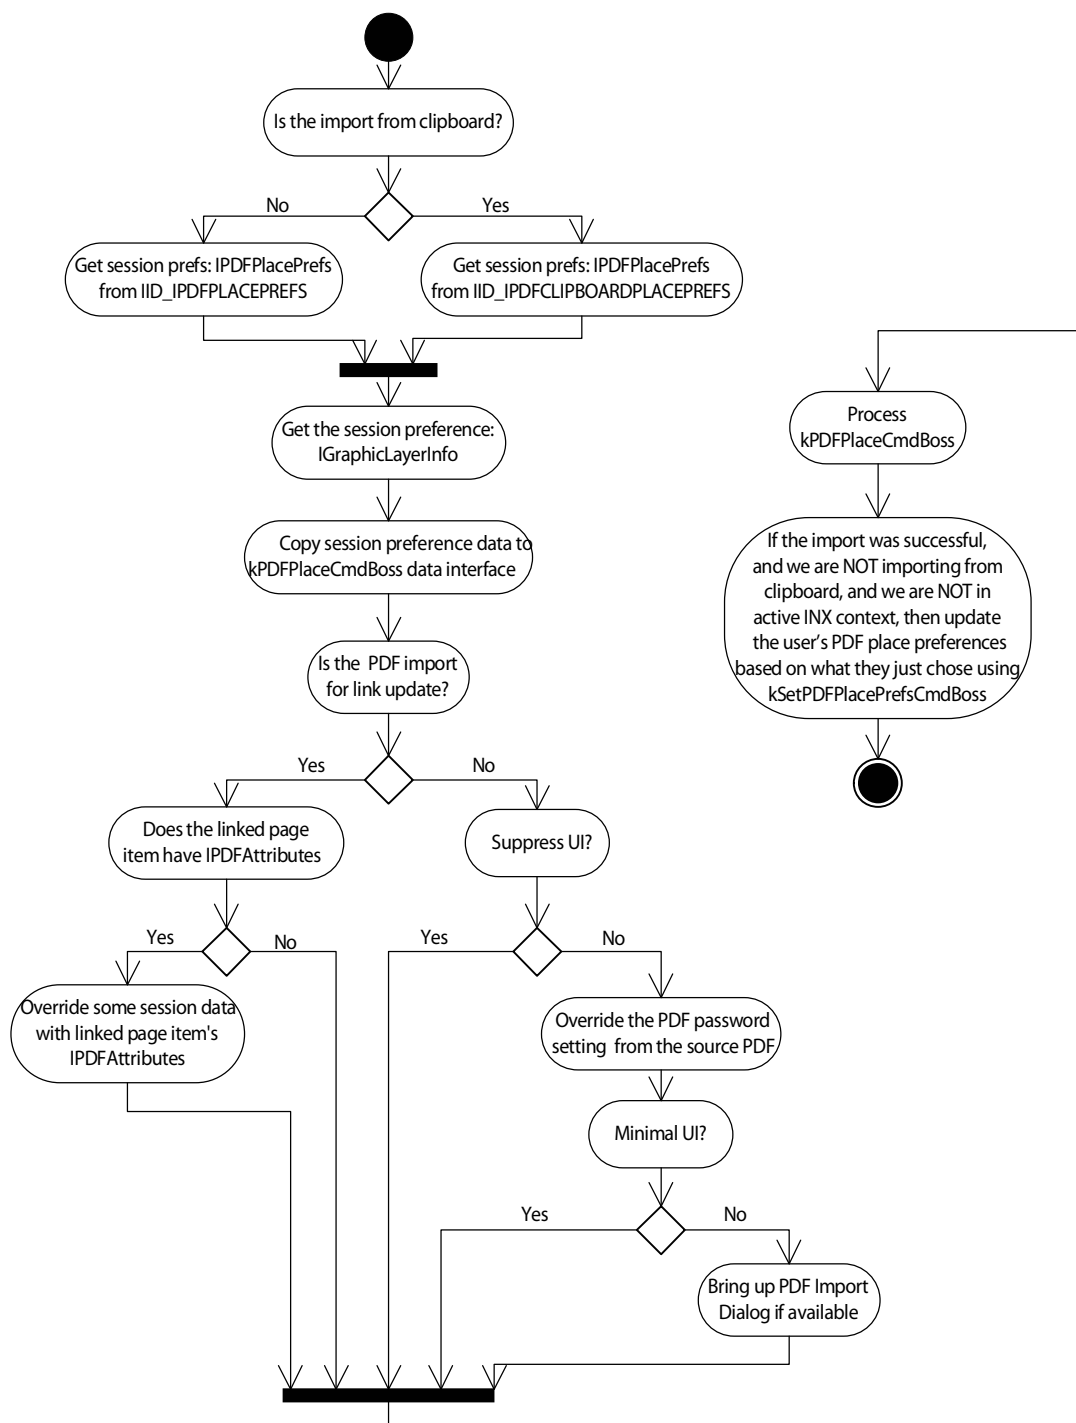 Is the import from clipboard?
No
Yes
Get session prefs: IPDFPlacePrefs
from IID_IPDFPLACEPREFS
Get session prefs: IPDFPlacePrefs
from IID_IPDFCLIPBOARDPLACEPREFS
Get the session preference:
IGraphicLayerInfo
Copy session preference data to
kPDFPlaceCmdBoss data interface
Is the PDF import
for link update?
Yes
No
Does the linked page
item have IPDFAttributes
Suppress UI?
Yes
No
Yes
No
Override some session data
with linked page item's
IPDFAttributes
Override the PDF password
setting from the source PDF
Minimal UI?
Yes
No
Bring up PDF Import
Dialog if available
Process
kPDFPlaceCmdBoss
If the import was successful,
and we are NOT importing from
clipboard, and we are NOT in
active INX context, then update
the user’s PDF place preferences
based on what they just chose using
kSetPDFPlacePrefsCmdBoss